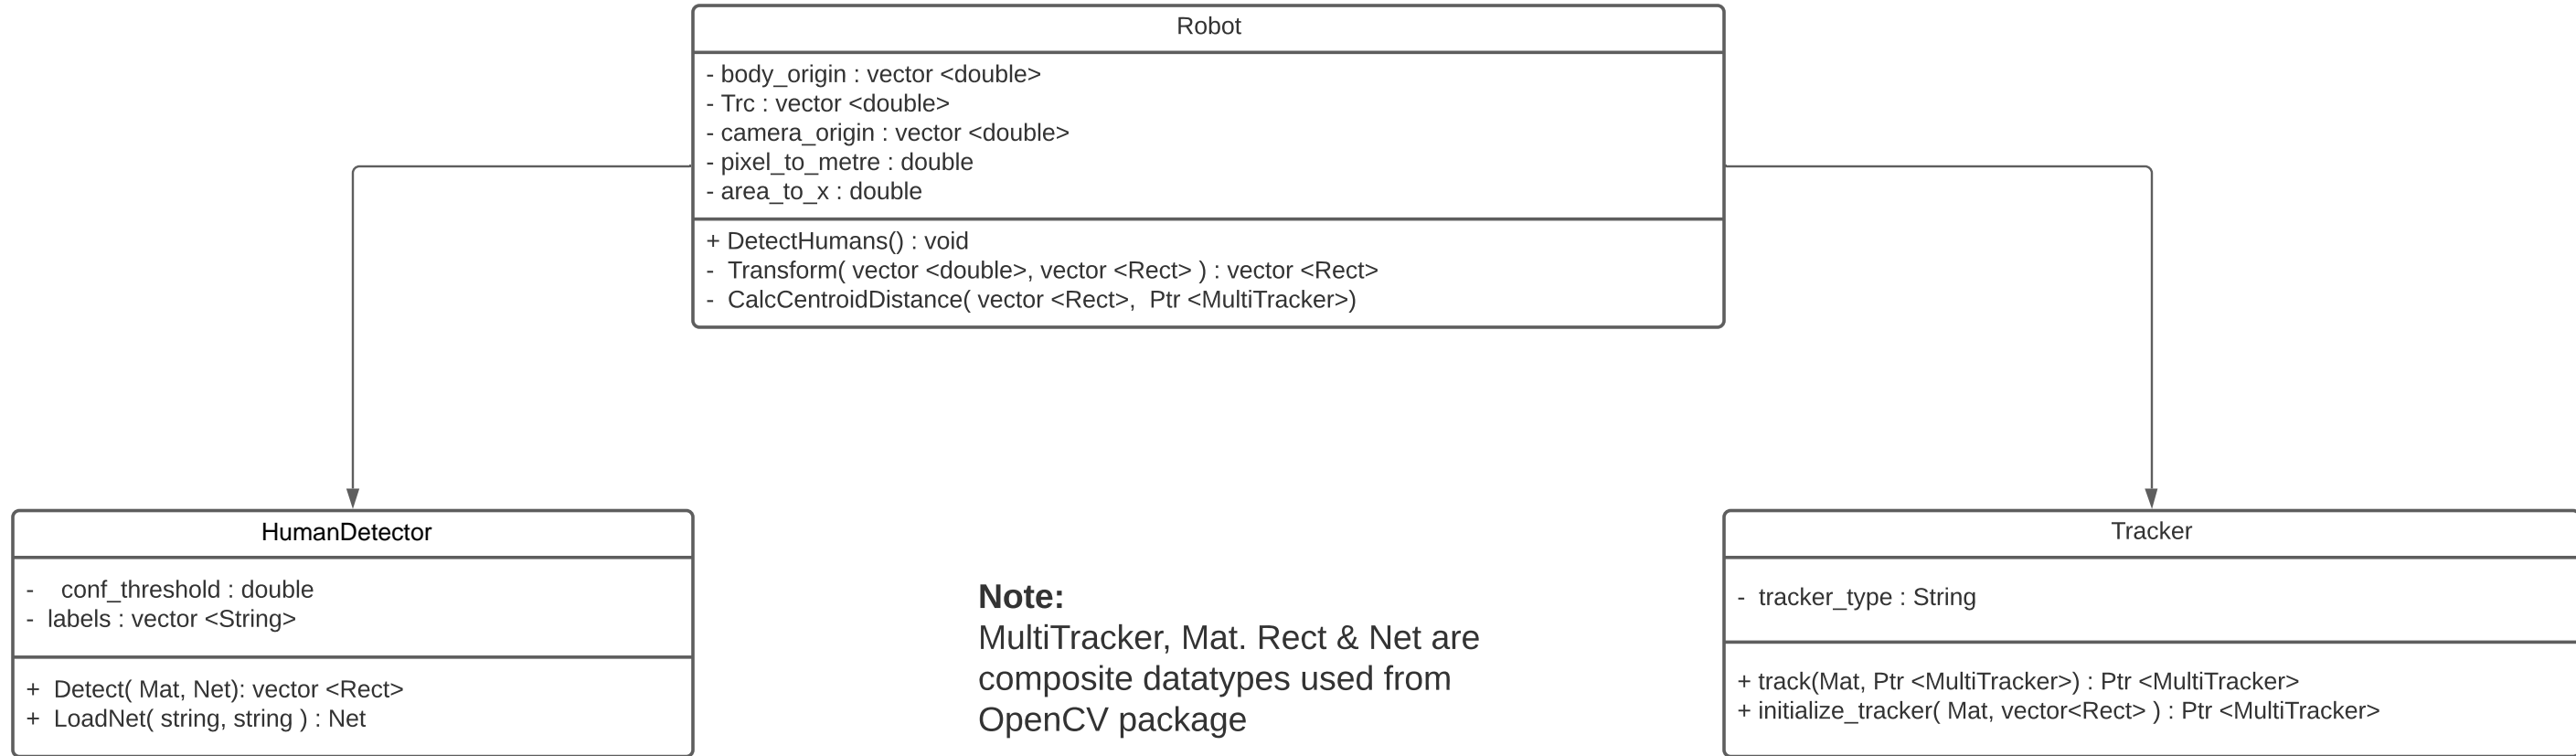 Robot
- body_origin : vector <double>
- Trc : vector <double>
- camera_origin : vector <double>
- pixel_to_metre : double
- area_to_x : double
+ DetectHumans() : void
-  Transform( vector <double>, vector <Rect> ) : vector <Rect>
-  CalcCentroidDistance( vector <Rect>,  Ptr <MultiTracker>)
HumanDetector
-    conf_threshold : double
-  labels : vector <String>
+  Detect( Mat, Net): vector <Rect>
+  LoadNet( string, string ) : Net
Note:
MultiTracker, Mat. Rect & Net are
composite datatypes used from
OpenCV package
Tracker
-  tracker_type : String
+ track(Mat, Ptr <MultiTracker>) : Ptr <MultiTracker>
+ initialize_tracker( Mat, vector<Rect> ) : Ptr <MultiTracker>